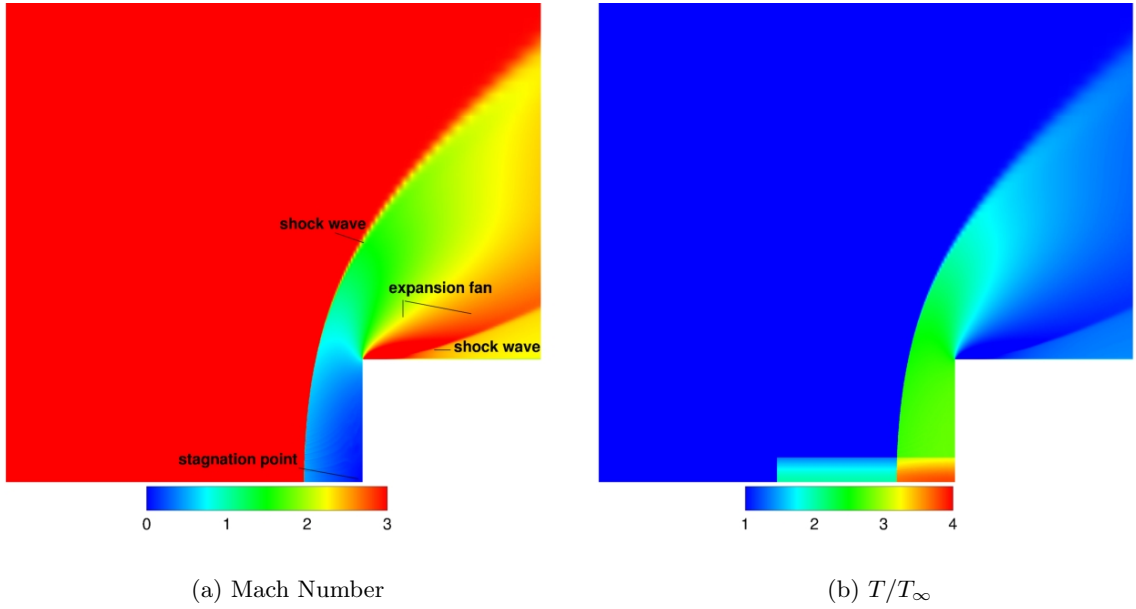 shock wave
expansion fan
shock wave
stagnation point
0 1 2 3
1 2 3 4
(a) Mach Number
(b) T/T∞